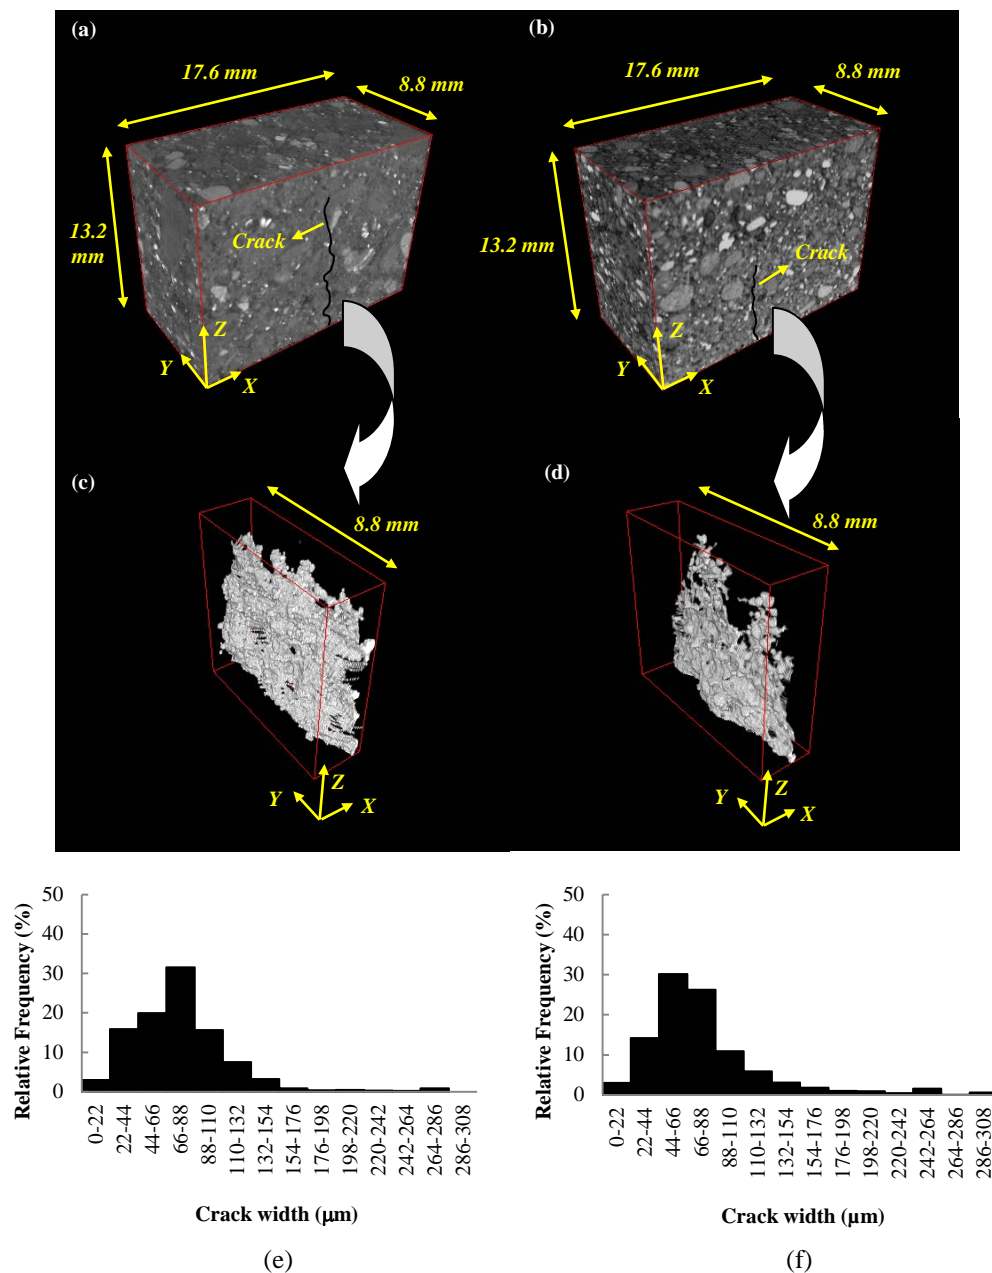 (a)
17.6 mm
8.8 mm
13.2
mm
Crack
Z
Y
X
(b)
17.6 mm
8.8 mm
13.2 mm
Crack
Z
Y
X
(c)
8.8 mm
Z
Y
X
(d)
8.8 mm
Z
Y
X
Relative Frequency (%)
50
40
30
20
10
0
0-22
22-44
44-66
66-88
88-110
110-132
132-154
154-176
176-198
198-220
220-242
242-264
264-286
286-308
Crack width (μm)
(e)
Relative Frequency (%)
50
40
30
20
10
0
0-22
22-44
44-66
66-88
88-110
110-132
132-154
154-176
176-198
198-220
220-242
242-264
264-286
286-308
Crack width (µm)
(f)